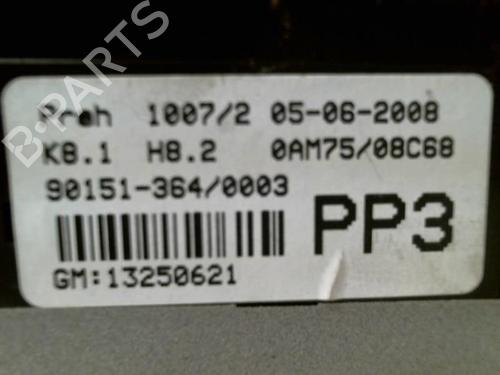 Preh 1007/2 05-06-2008
K8.1 H8.2 0AM75/08C68
90151-364/0003
PP3
GM:13250621
B-Parts